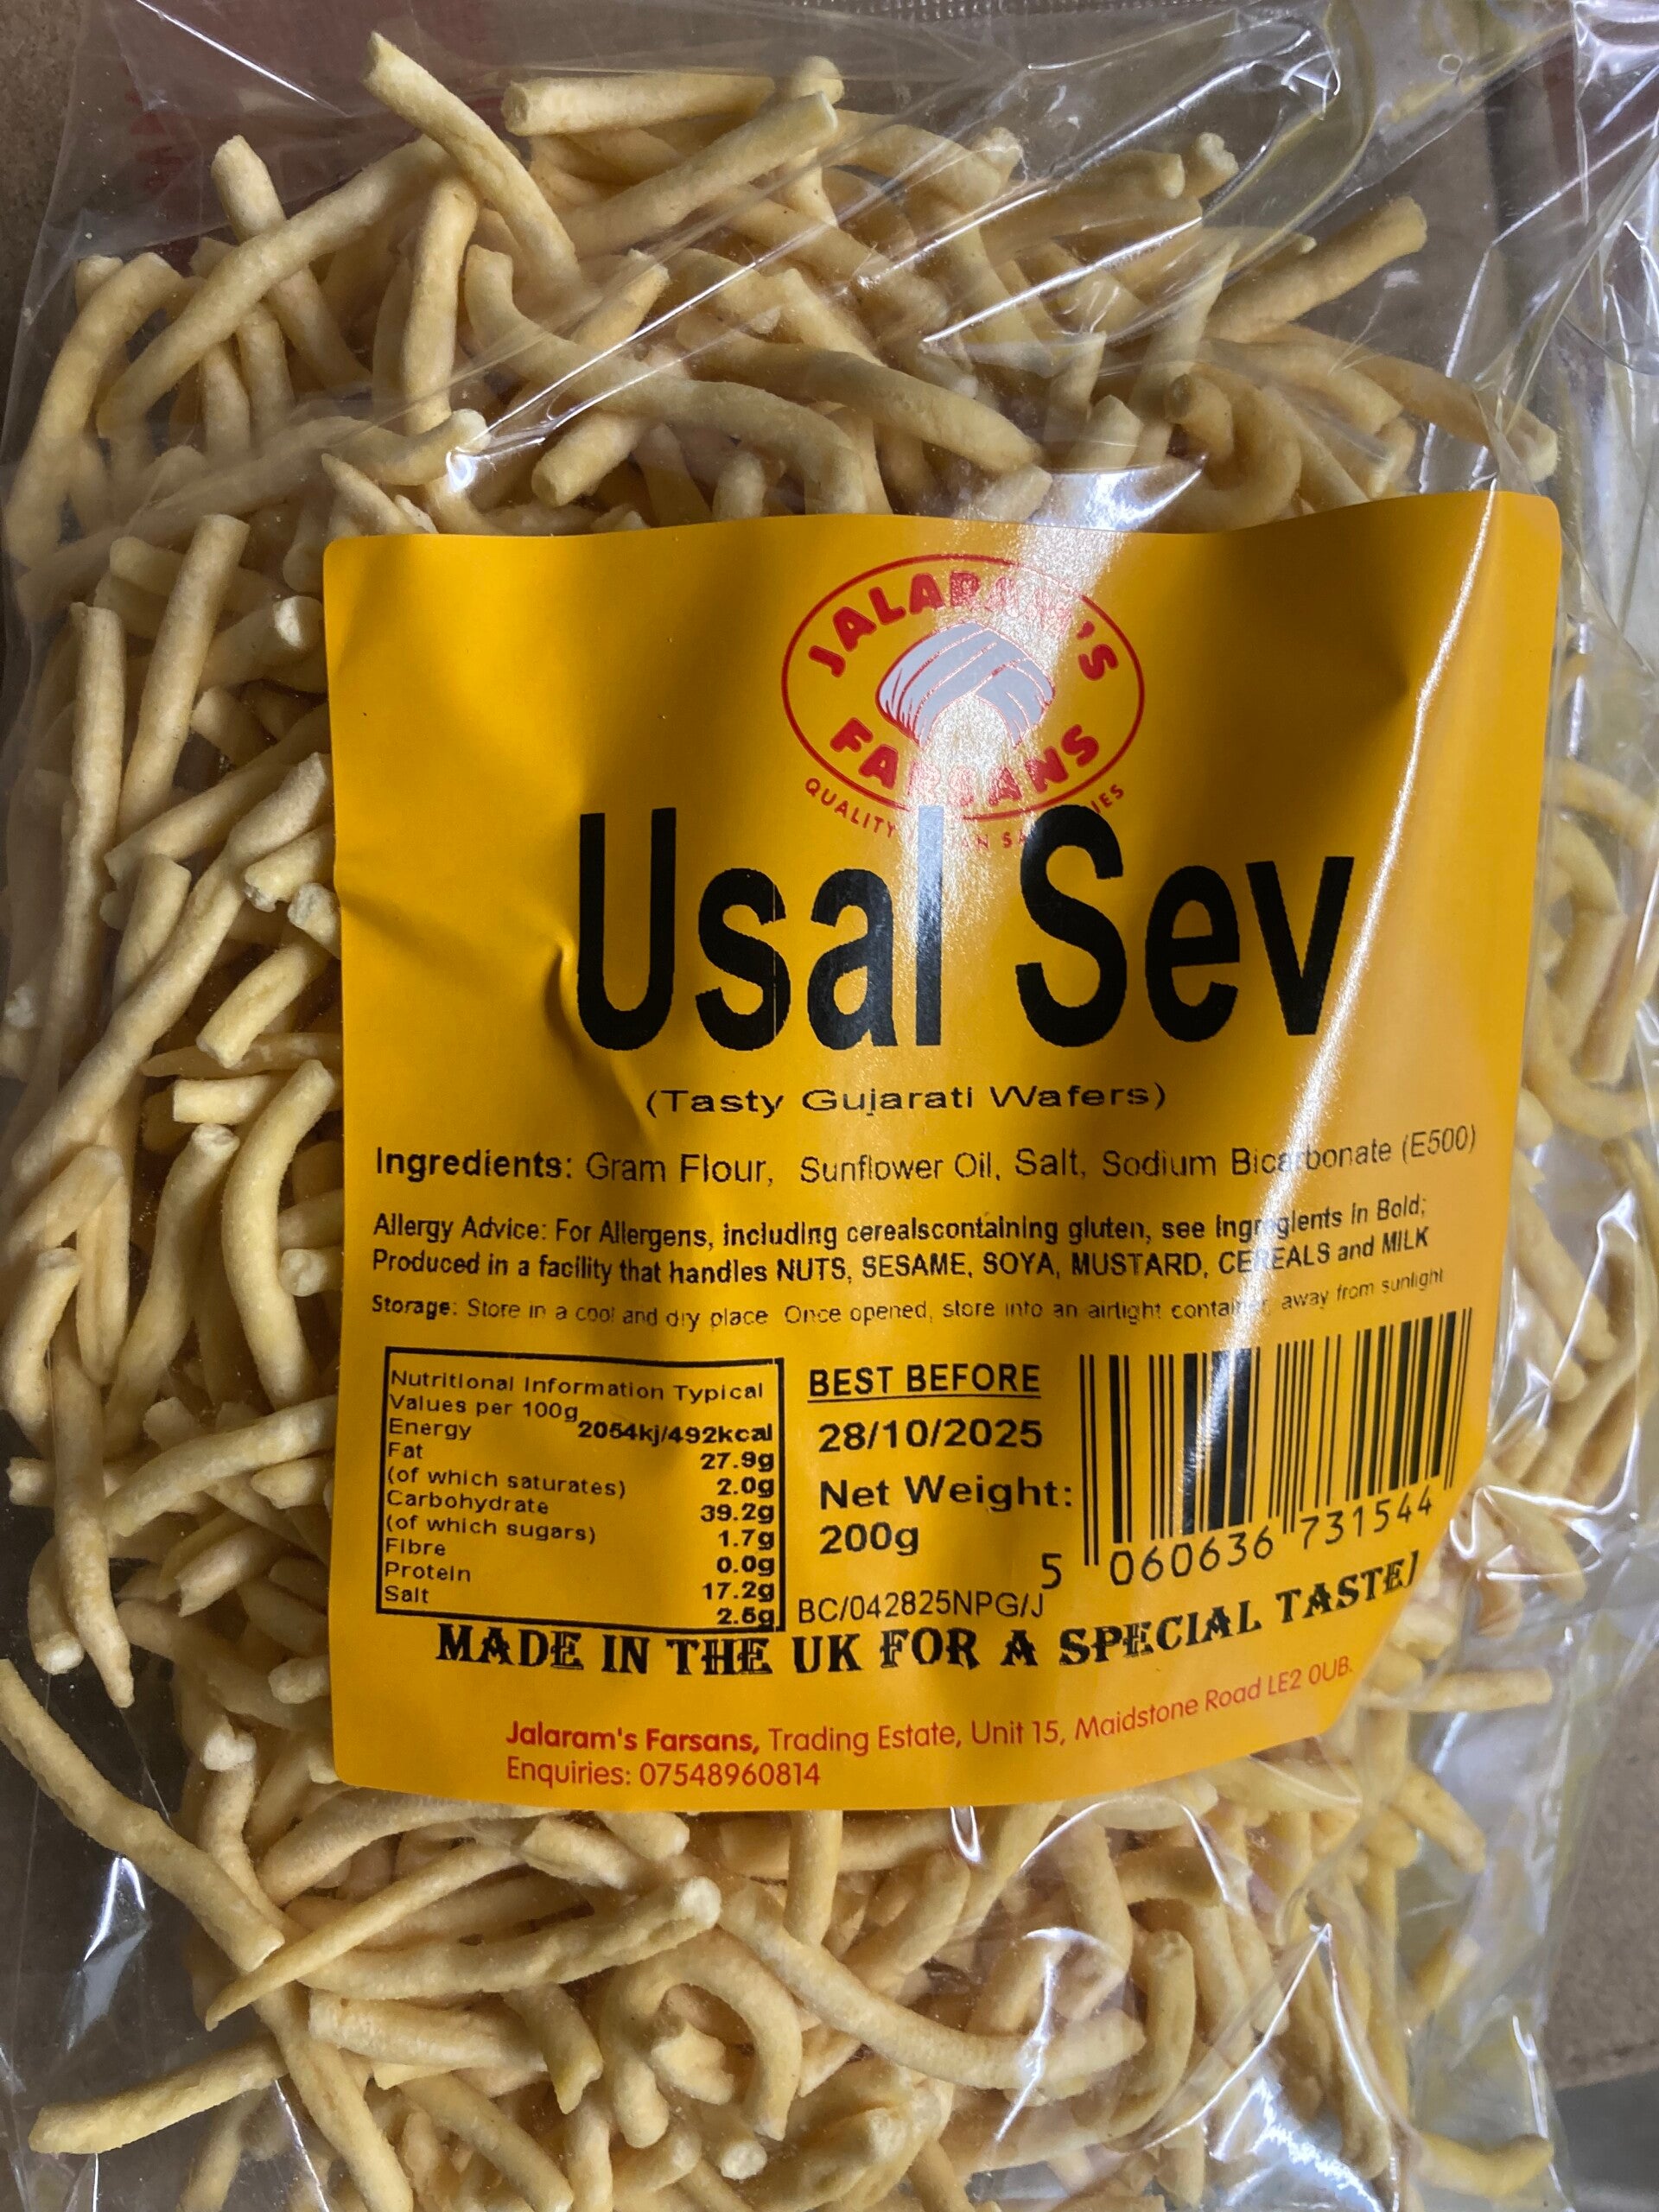 JALARAM'S
FARSANS
QUALITY
Usal Sev
(Tasty Gujarati Wafers)
Ingredients: Gram Flour, Sunflower Oil, Salt, Sodium Bicarbonate (E500)
Allergy Advice: For Allergens, including cerealscontaining gluten, see Ingreglents in Bold;
Produced in a facility that handles NUTS, SESAME, SOYA, MUSTARD, CEREALS and MILK
Storage: Store in a cool and dry place Once opened, store into an airtight container, away from sunlight
Nutritional Information Typical
Values per 100g
Energy 2054kj/492kcal
Fat 27.9g
(of which saturates) 2.0g
Carbohydrate 39.2g
(of which sugars) 1.7g
Fibre 0.0g
Protein 17.2g
Salt 2.5g
BEST BEFORE
28/10/2025
Net Weight:
200g
BC/042825NPG/J
5 060636 731544
MADE IN THE UK FOR A SPECIAL TASTE!
Jalaram's Farsans, Trading Estate, Unit 15, Maidstone Road LE2 0UB.
Enquiries: 07548960814